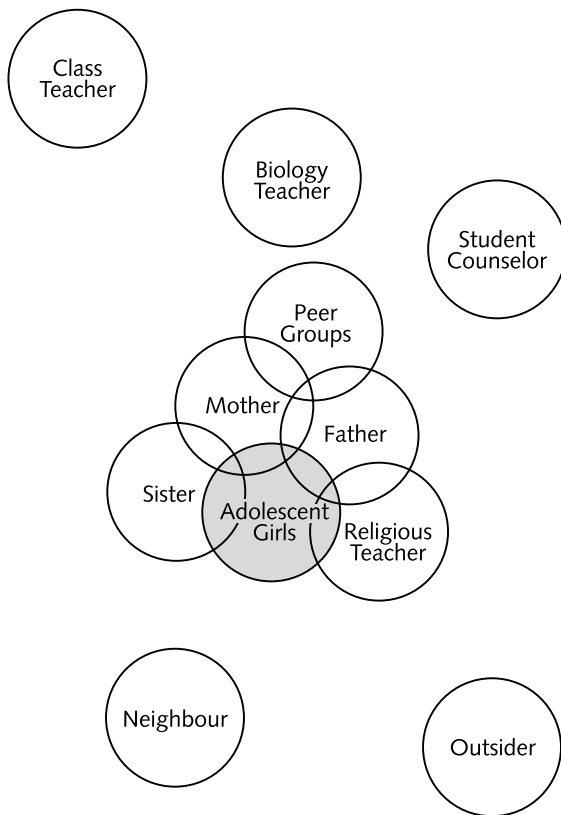 Class
Teacher
Biology
Teacher
Student
Counselor
Peer
Groups
Mother
Father
Sister
Adolescent
Girls
Religious
Teacher
Neighbour
Outsider